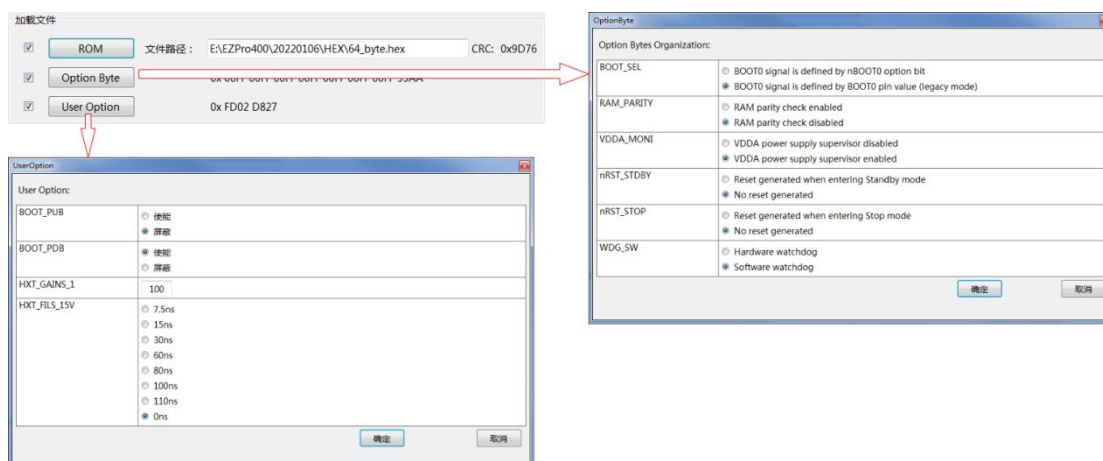 加载文件
ROM 文件路径： E:\EZPro400\20220106\HEX\64_byte.hex CRC: 0x9D76
Option Byte
User Option 0x FD02 D827
UserOption
User Option:
BOOT_PUB
使能
屏蔽
BOOT_PDB
使能
屏蔽
HXT_GAINS_1 100
HXT_FILS_15V
7.5ns
15ns
30ns
60ns
80ns
100ns
110ns
0ns
确定 取消
OptionByte
Option Bytes Organization:
BOOT_SEL
BOOT0 signal is defined by nBOOT0 option bit
BOOT0 signal is defined by BOOT0 pin value (legacy mode)
RAM_PARITY
RAM parity check enabled
RAM parity check disabled
VDDA_MONI
VDDA power supply supervisor disabled
VDDA power supply supervisor enabled
nRST_STDBY
Reset generated when entering Standby mode
No reset generated
nRST_STOP
Reset generated when entering Stop mode
No reset generated
WDG_SW
Hardware watchdog
Software watchdog
确定 取消